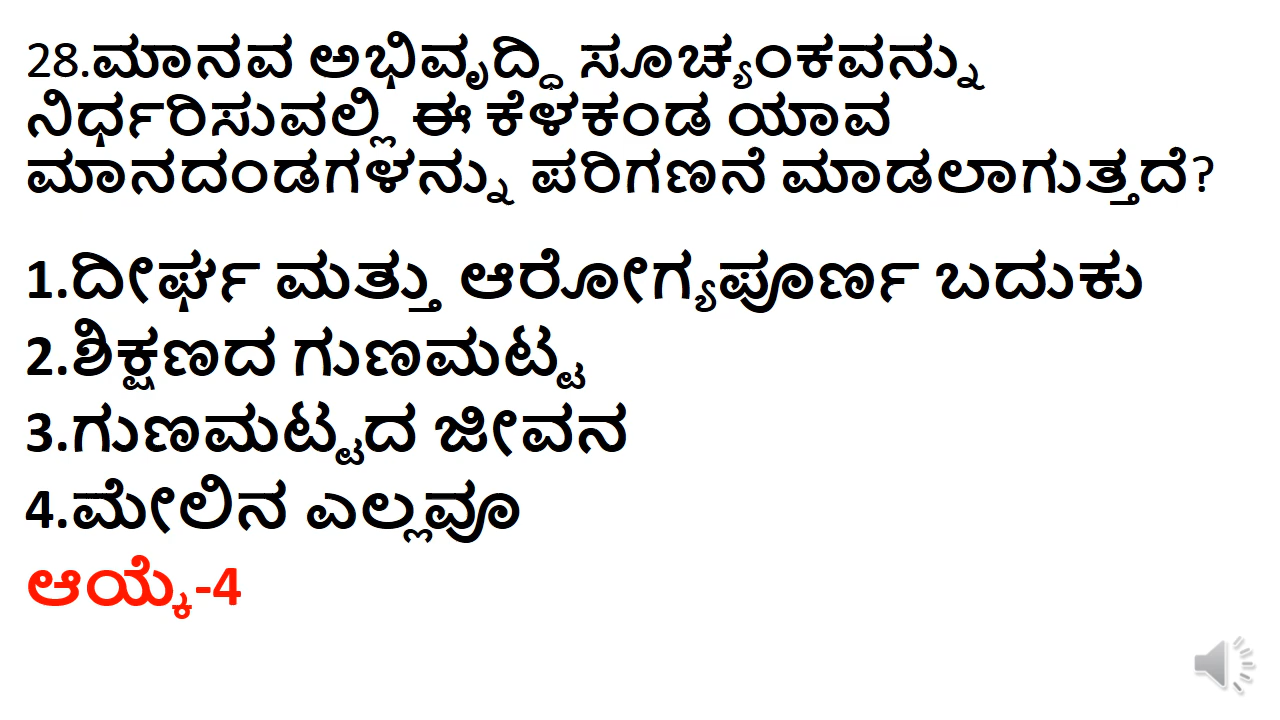 28.ಮಾನವ ಅಭಿವೃದ್ಧಿ ಸೂಚ್ಯಂಕವನ್ನು
ನಿರ್ಧರಿಸುವಲ್ಲಿ ಈ ಕೆಳಕಂಡ ಯಾವ
ಮಾನದಂಡಗಳನ್ನು ಪರಿಗಣನೆ ಮಾಡಲಾಗುತ್ತದೆ?
1.ದೀರ್ಘ ಮತ್ತು ಆರೋಗ್ಯಪೂರ್ಣ ಬದುಕು
2.ಶಿಕ್ಷಣದ ಗುಣಮಟ್ಟ
3.ಗುಣಮಟ್ಟದ ಜೀವನ
4.ಮೇಲಿನ ಎಲ್ಲವೂ
ಆಯ್ಕೆ-4